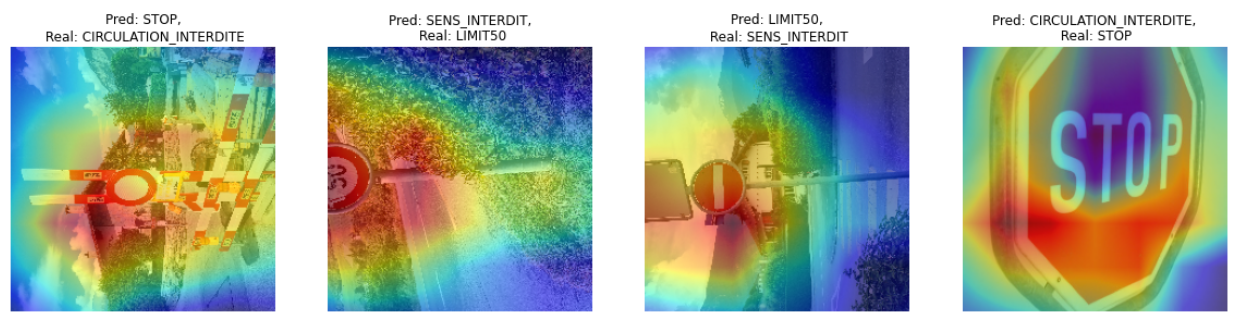 Pred: STOP,
Real: CIRCULATION_INTERDITE
Pred: SENS_INTERDIT,
Real: LIMIT50
Pred: LIMIT50,
Real: SENS_INTERDIT
Pred: CIRCULATION_INTERDITE,
Real: STOP
50
STOP